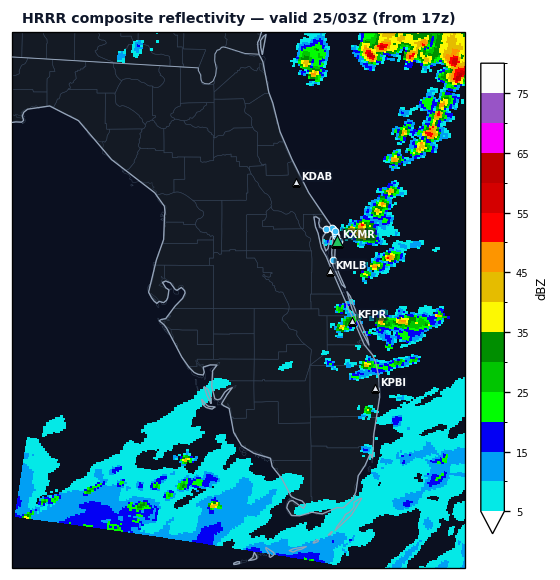 HRRR composite reflectivity — valid 25/03Z (from 17z)
KDAB
KXMR
KMLB
KFPR
KPBI
75
65
55
45
35
25
15
5
dBZ